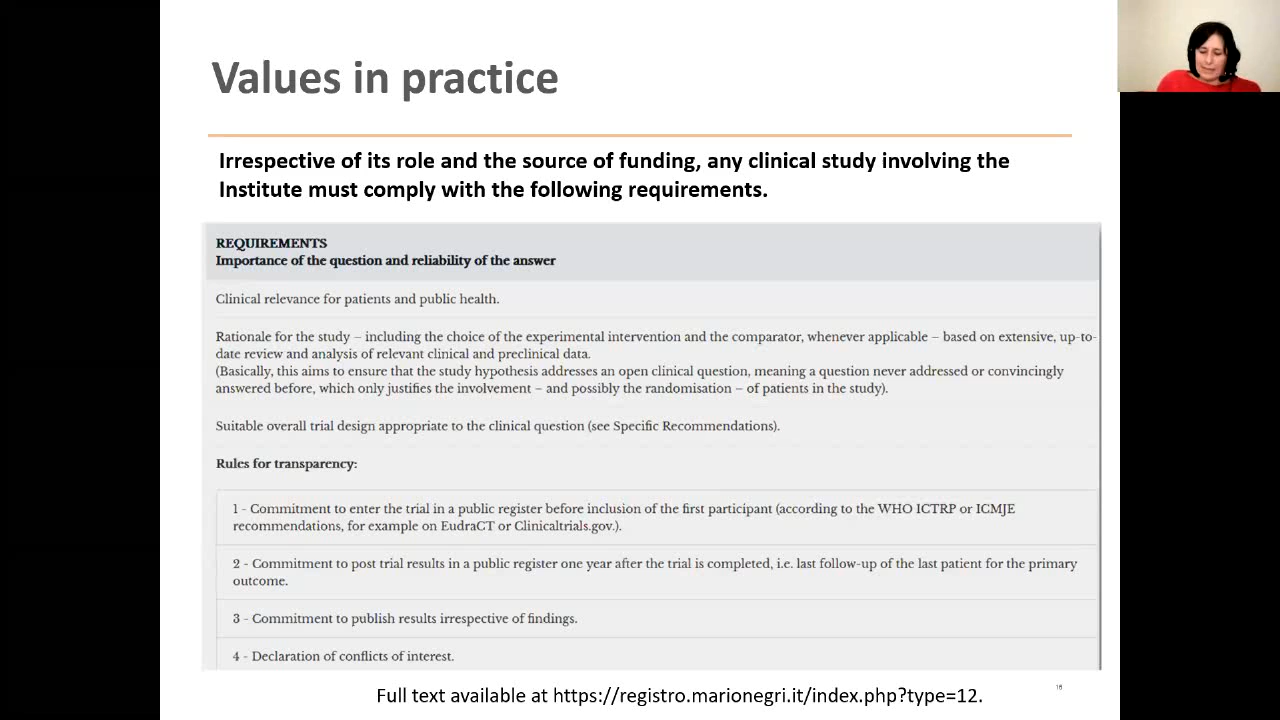 Values in practice
Irrespective of its role and the source of funding, any clinical study involving the
Institute must comply with the following requirements.
REQUIREMENTS
Importance of the question and reliability of the answer
Clinical relevance for patients and public health.
Rationale for the study – including the choice of the experimental intervention and the comparator, whenever applicable – based on extensive, up-to-
date review and analysis of relevant clinical and preclinical data.
(Basically, this aims to ensure that the study hypothesis addresses an open clinical question, meaning a question never addressed or convincingly
answered before, which only justifies the involvement – and possibly the randomisation – of patients in the study).
Suitable overall trial design appropriate to the clinical question (see Specific Recommendations).
Rules for transparency:
1 - Commitment to enter the trial in a public register before inclusion of the first participant (according to the WHO ICTRP or ICMJE
recommendations, for example on EudraCT or Clinicaltrials.gov.).
2 - Commitment to post trial results in a public register one year after the trial is completed, i.e. last follow-up of the last patient for the primary
outcome.
3 - Commitment to publish results irrespective of findings.
4 - Declaration of conflicts of interest.
Full text available at https://registro.marionegri.it/index.php?type=12.